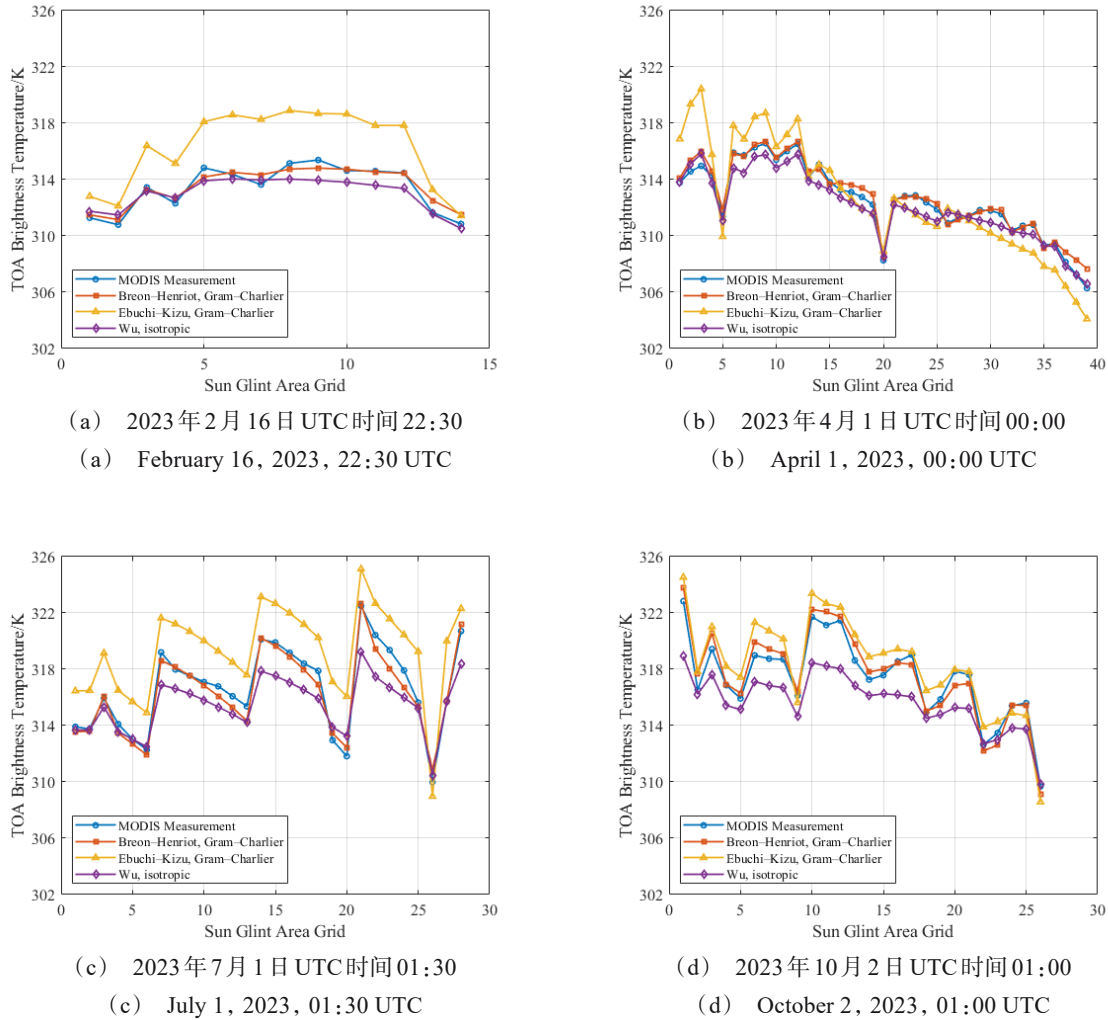 326
322
318
314
310
306
302
TOA Brightness Temperature/K
MODIS Measurement
Breon–Henriot, Gram–Charlier
Ebuchi–Kizu, Gram–Charlier
Wu, isotropic
0 5 10 15
Sun Glint Area Grid
(a) 2023年2月16日UTC时间22:30
(a) February 16, 2023, 22:30 UTC
326
322
318
314
310
306
302
TOA Brightness Temperature/K
MODIS Measurement
Breon–Henriot, Gram–Charlier
Ebuchi–Kizu, Gram–Charlier
Wu, isotropic
0 5 10 15 20 25 30 35 40
Sun Glint Area Grid
(b) 2023年4月1日UTC时间00:00
(b) April 1, 2023, 00:00 UTC
326
322
318
314
310
306
302
TOA Brightness Temperature/K
MODIS Measurement
Breon–Henriot, Gram–Charlier
Ebuchi–Kizu, Gram–Charlier
Wu, isotropic
0 5 10 15 20 25 30
Sun Glint Area Grid
(c) 2023年7月1日UTC时间01:30
(c) July 1, 2023, 01:30 UTC
326
322
318
314
310
306
302
TOA Brightness Temperature/K
MODIS Measurement
Breon–Henriot, Gram–Charlier
Ebuchi–Kizu, Gram–Charlier
Wu, isotropic
0 5 10 15 20 25 30
Sun Glint Area Grid
(d) 2023年10月2日UTC时间01:00
(d) October 2, 2023, 01:00 UTC